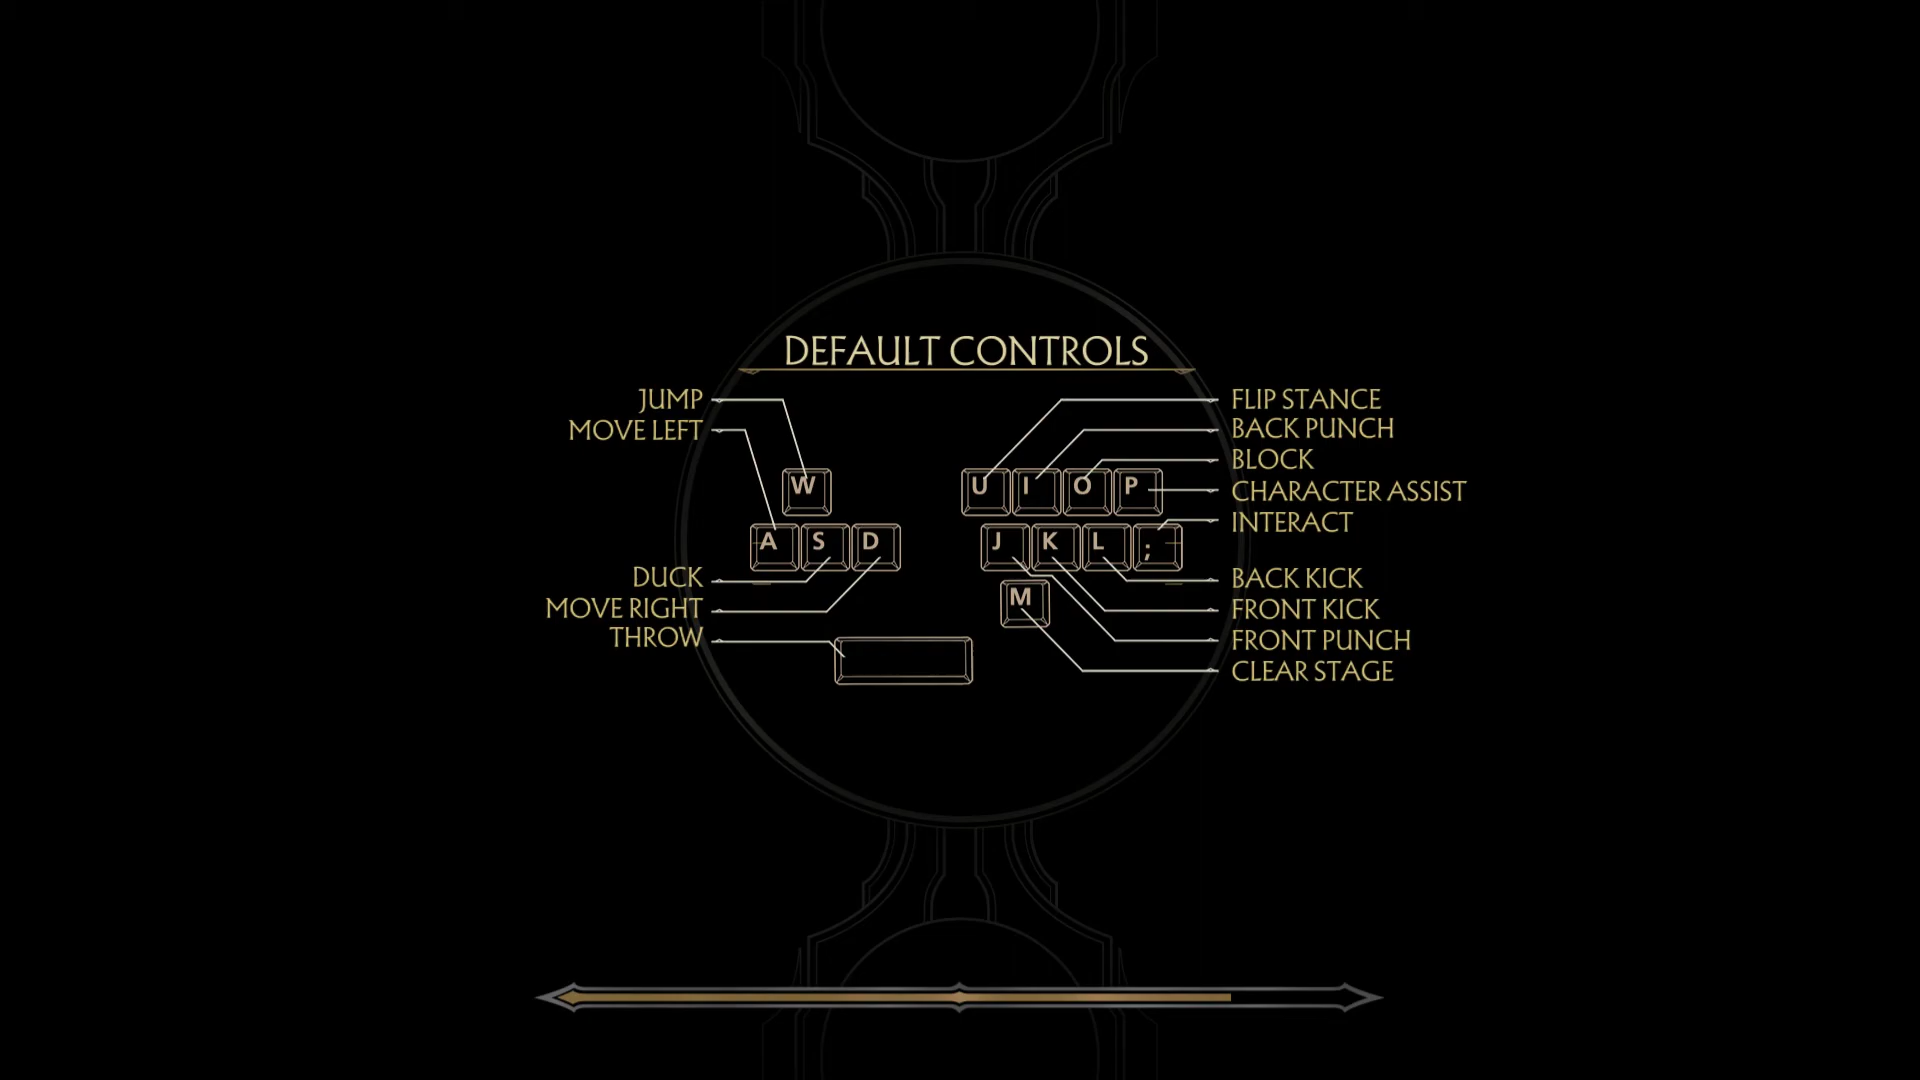 DEFAULT CONTROLS
JUMP
MOVE LEFT
DUCK
MOVE RIGHT
THROW
W
A S D
U I O P
J K L ;
M
FLIP STANCE
BACK PUNCH
BLOCK
CHARACTER ASSIST
INTERACT
BACK KICK
FRONT KICK
FRONT PUNCH
CLEAR STAGE